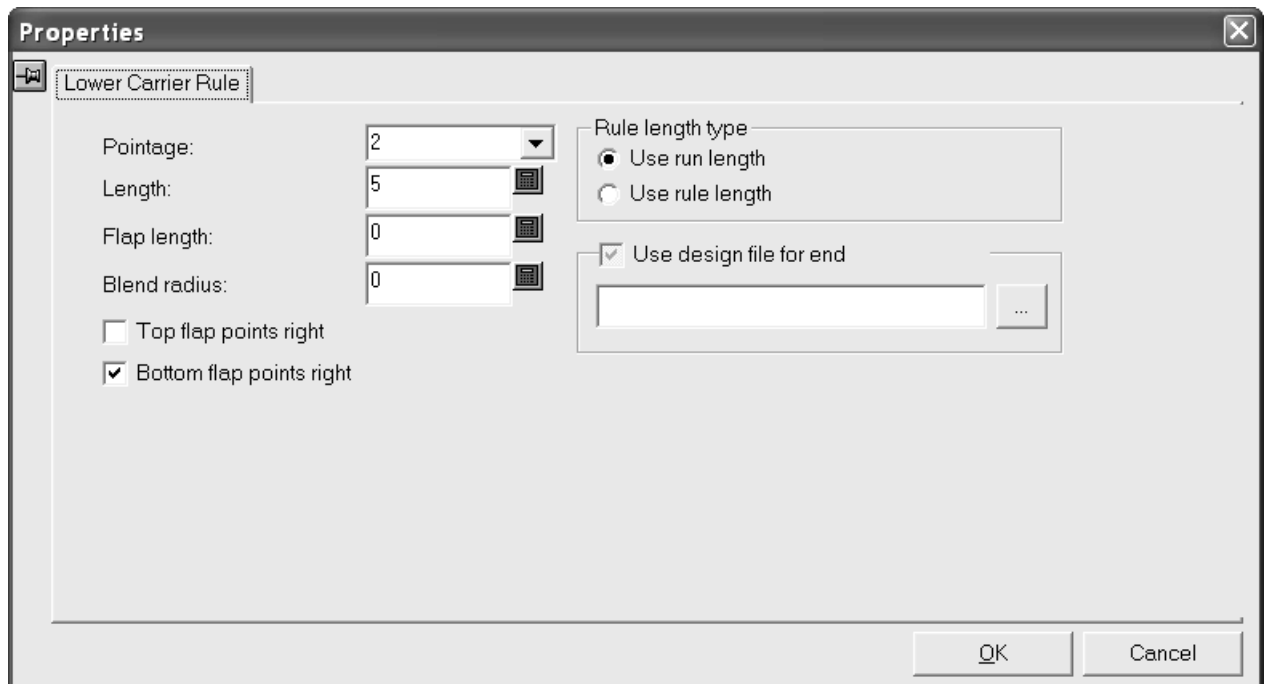 Properties
Lower Carrier Rule
Pointage: 2
Length: 5
Flap length: 0
Blend radius: 0
Top flap points right
Bottom flap points right
Rule length type
Use run length
Use rule length
Use design file for end
...
OK Cancel